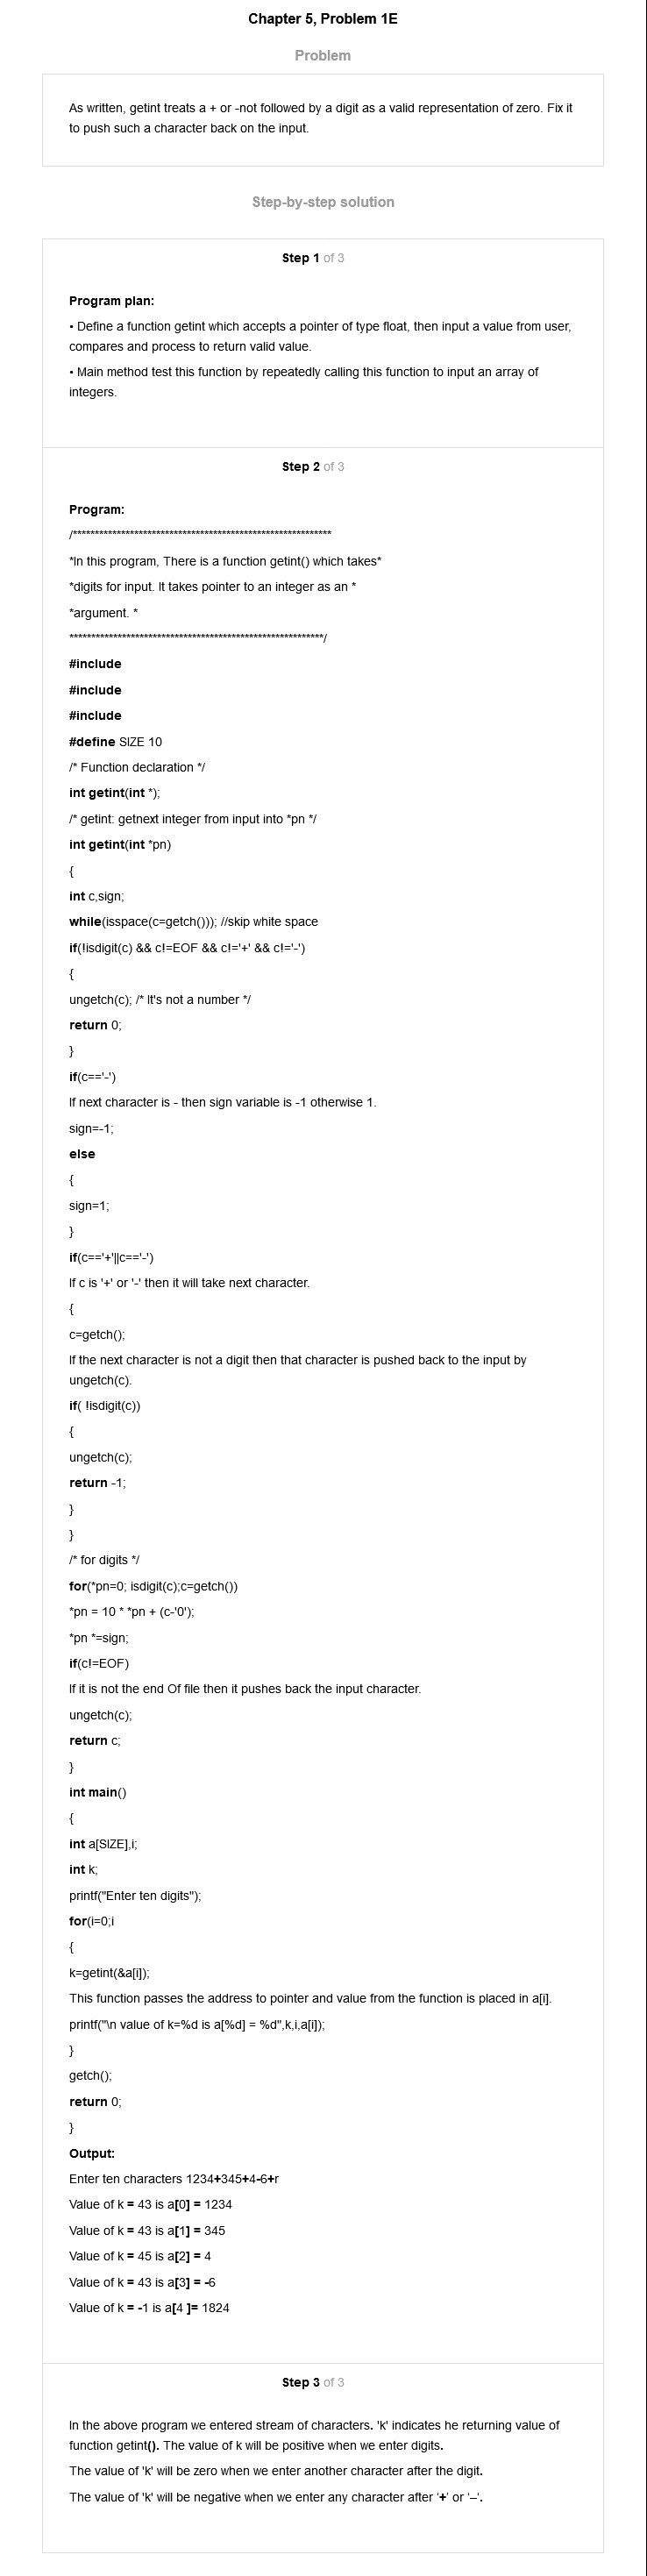 Chapter 5, Problem 1E
Problem
As written, getint treats a + or -not followed by a digit as a valid representation of zero. Fix it
to push such a character back on the input.
Step-by-step solution
Step 1 of 3
Program plan:
• Define a function getint which accepts a pointer of type float, then input a value from user,
compares and process to return valid value.
• Main method test this function by repeatedly calling this function to input an array of
integers.
Step 2 of 3
Program:
/***********************************************************
*In this program, There is a function getint() which takes*
*digits for input. It takes pointer to an integer as an *
*argument. *
**********************************************************/
#include
#include
#include
#define SIZE 10
/* Function declaration */
int getint(int *);
/* getint: getnext integer from input into *pn */
int getint(int *pn)
{
int c,sign;
while(isspace(c=getch())); //skip white space
if(!isdigit(c) && c!=EOF && c!='+' && c!='-')
{
ungetch(c); /* It's not a number */
return 0;
}
if(c=='-')
If next character is - then sign variable is -1 otherwise 1.
sign=-1;
else
{
sign=1;
}
if(c=='+'||c=='-')
If c is '+' or '-' then it will take next character.
{
c=getch();
If the next character is not a digit then that character is pushed back to the input by
ungetch(c).
if( !isdigit(c))
{
ungetch(c);
return -1;
}
}
/* for digits */
for(*pn=0; isdigit(c);c=getch())
*pn = 10 * *pn + (c-'0');
*pn *=sign;
if(c!=EOF)
If it is not the end Of file then it pushes back the input character.
ungetch(c);
return c;
}
int main()
{
int a[SIZE],i;
int k;
printf("Enter ten digits");
for(i=0;i
{
k=getint(&a[i]);
This function passes the address to pointer and value from the function is placed in a[i].
printf("\n value of k=%d is a[%d] = %d",k,i,a[i]);
}
getch();
return 0;
}
Output:
Enter ten characters 1234+345+4-6+r
Value of k = 43 is a[0] = 1234
Value of k = 43 is a[1] = 345
Value of k = 45 is a[2] = 4
Value of k = 43 is a[3] = -6
Value of k = -1 is a[4 ]= 1824
Step 3 of 3
In the above program we entered stream of characters. 'k' indicates he returning value of
function getint(). The value of k will be positive when we enter digits.
The value of 'k' will be zero when we enter another character after the digit.
The value of 'k' will be negative when we enter any character after '+' or '–'.